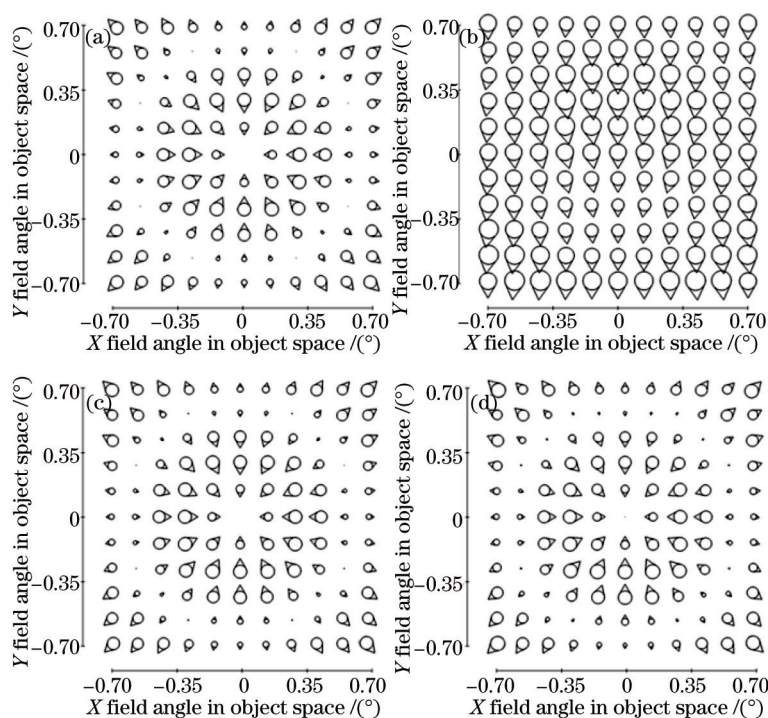 (a)
Y field angle in object space /(°)
0.70
0.35
0
−0.35
−0.70
−0.70 −0.35 0 0.35 0.70
X field angle in object space /(°)
(b)
Y field angle in object space /(°)
0.70
0.35
0
−0.35
−0.70
−0.70 −0.35 0 0.35 0.70
X field angle in object space /(°)
(c)
Y field angle in object space /(°)
0.70
0.35
0
−0.35
−0.70
−0.70 −0.35 0 0.35 0.70
X field angle in object space /(°)
(d)
Y field angle in object space /(°)
0.70
0.35
0
−0.35
−0.70
−0.70 −0.35 0 0.35 0.70
X field angle in object space /(°)